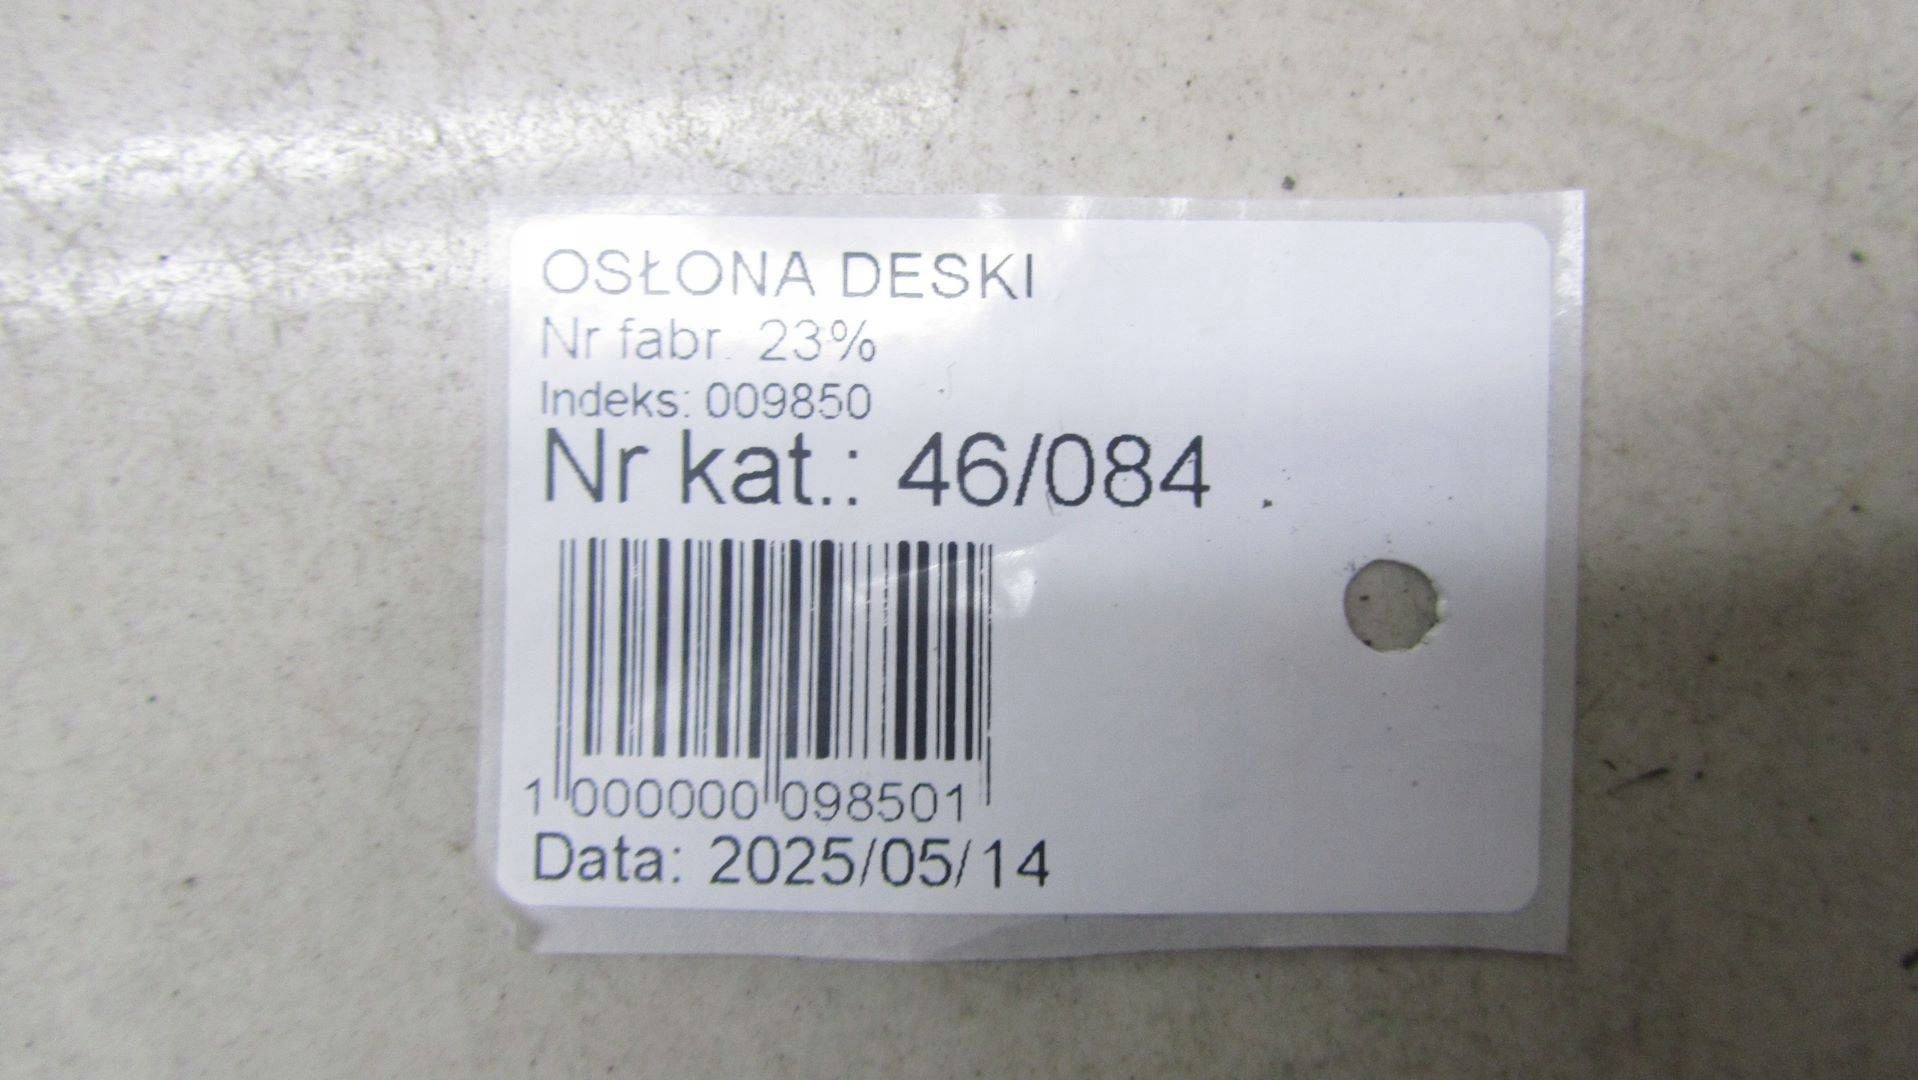 OSŁONA DESKI
Nr fabr. 23%
Indeks: 009850
Nr kat.: 46/084
1 000000 098501
Data: 2025/05/14